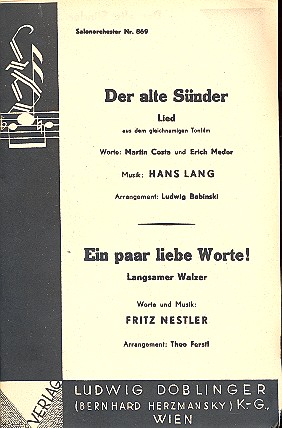 Salonorchester Nr. 869
Der alte Sünder
Lied
aus dem gleichnamigen Tonfilm
Worte: Martin Costa und Erich Meder
Musik: HANS LANG
Arrangement: Ludwig Babinski
Ein paar liebe Worte!
Langsamer Walzer
Worte und Musik:
FRITZ NESTLER
Arrangement: Theo Ferstl
VERLAG
LUDWIG DOBLINGER
(BERNHARD HERZMANSKY) K-G.,
WIEN